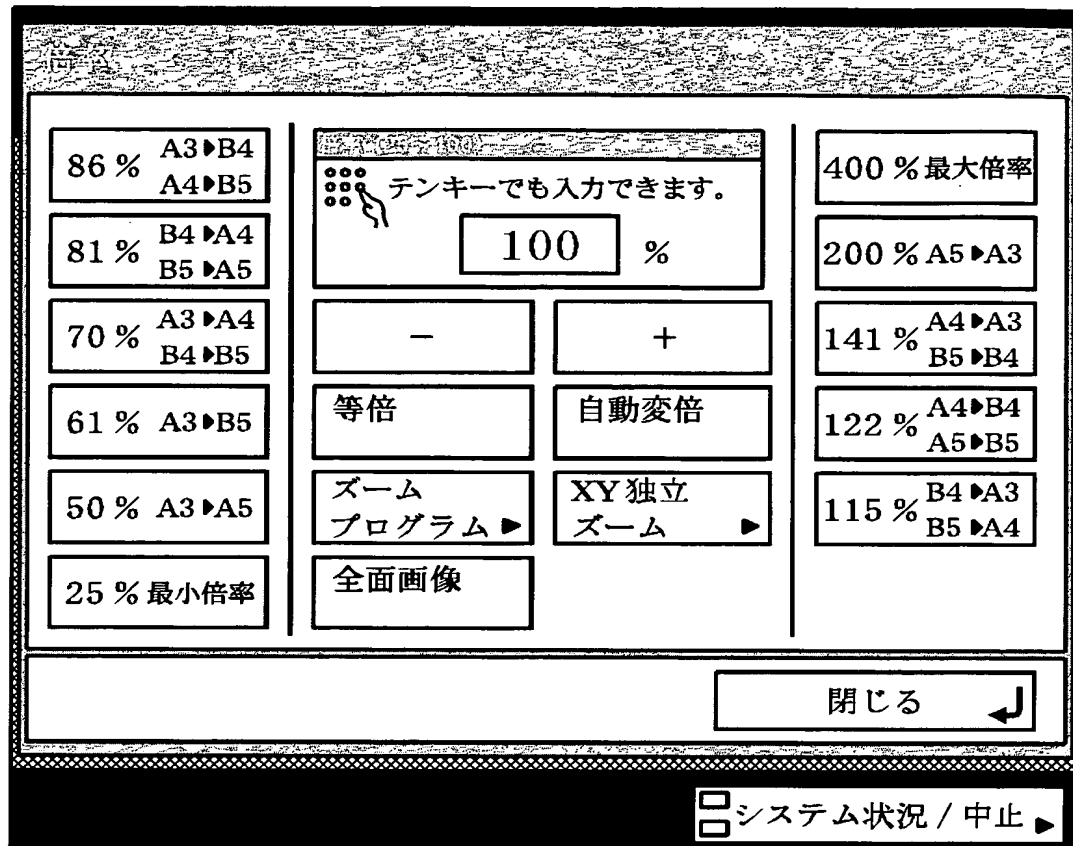 倍率
86 % A3▶B4
A4▶B5
81 % B4▶A4
B5▶A5
70 % A3▶A4
B4▶B5
61 % A3▶B5
50 % A3▶A5
25 % 最小倍率
テンキーでも入力できます。
100 %
−
+
等倍
自動変倍
ズーム
プログラム ▶
XY独立
ズーム ▶
全面画像
400 % 最大倍率
200 % A5▶A3
141 % A4▶A3
B5▶B4
122 % A4▶B4
A5▶B5
115 % B4▶A3
B5▶A4
閉じる
システム状況 / 中止 ▶